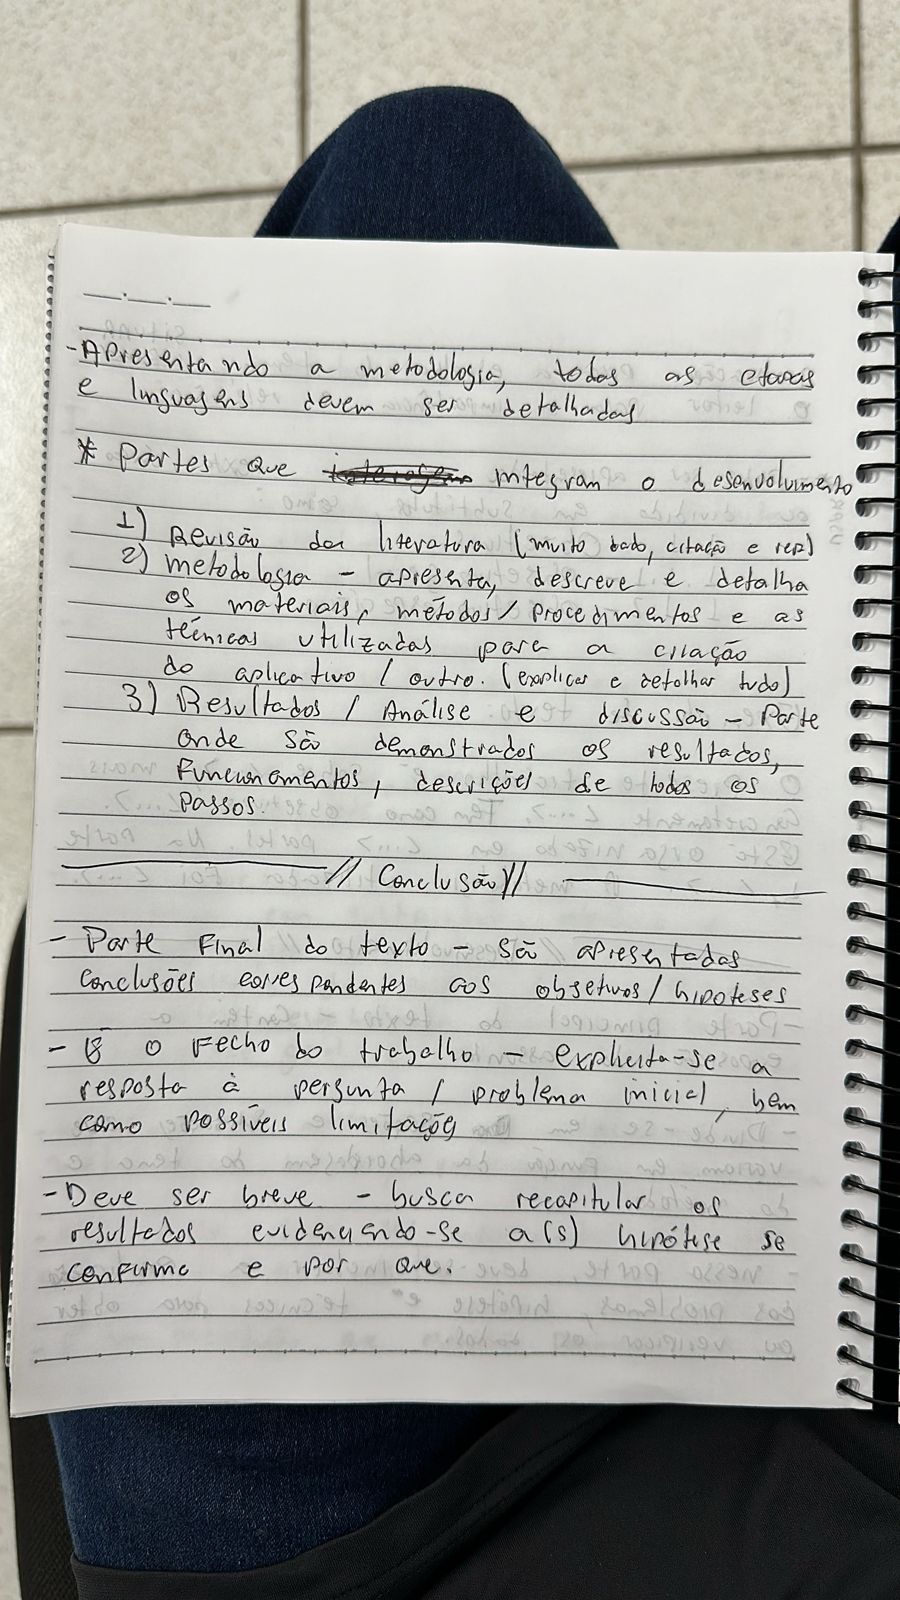 - Apresentando a metodologia, todas as etapas
e linguagens devem ser detalhadas
* Partes que integram o desenvolvimento
1) Revisão da literatura (muito dado, citação e rep)
2) metodologia - apresenta, descreve e detalha
os materiais, métodos / procedimentos e as
técnicas utilizadas para a criação
do aplicativo / outro. (explicar e detalhar tudo)
3) Resultados / Análise e discussão - Parte
onde são demonstrados os resultados,
funcionamentos, descrições de todos os
passos.
// Conclusão //
- Parte Final do texto - são apresentadas
conclusões correspondentes aos objetivos / hipóteses
- É o Fecho do trabalho - explicita-se a
resposta à pergunta / problema inicial, bem
como possíveis limitações
- Deve ser breve - busca recapitular os
resultados evidenciando-se a(s) hipótese se
confirma e por que.